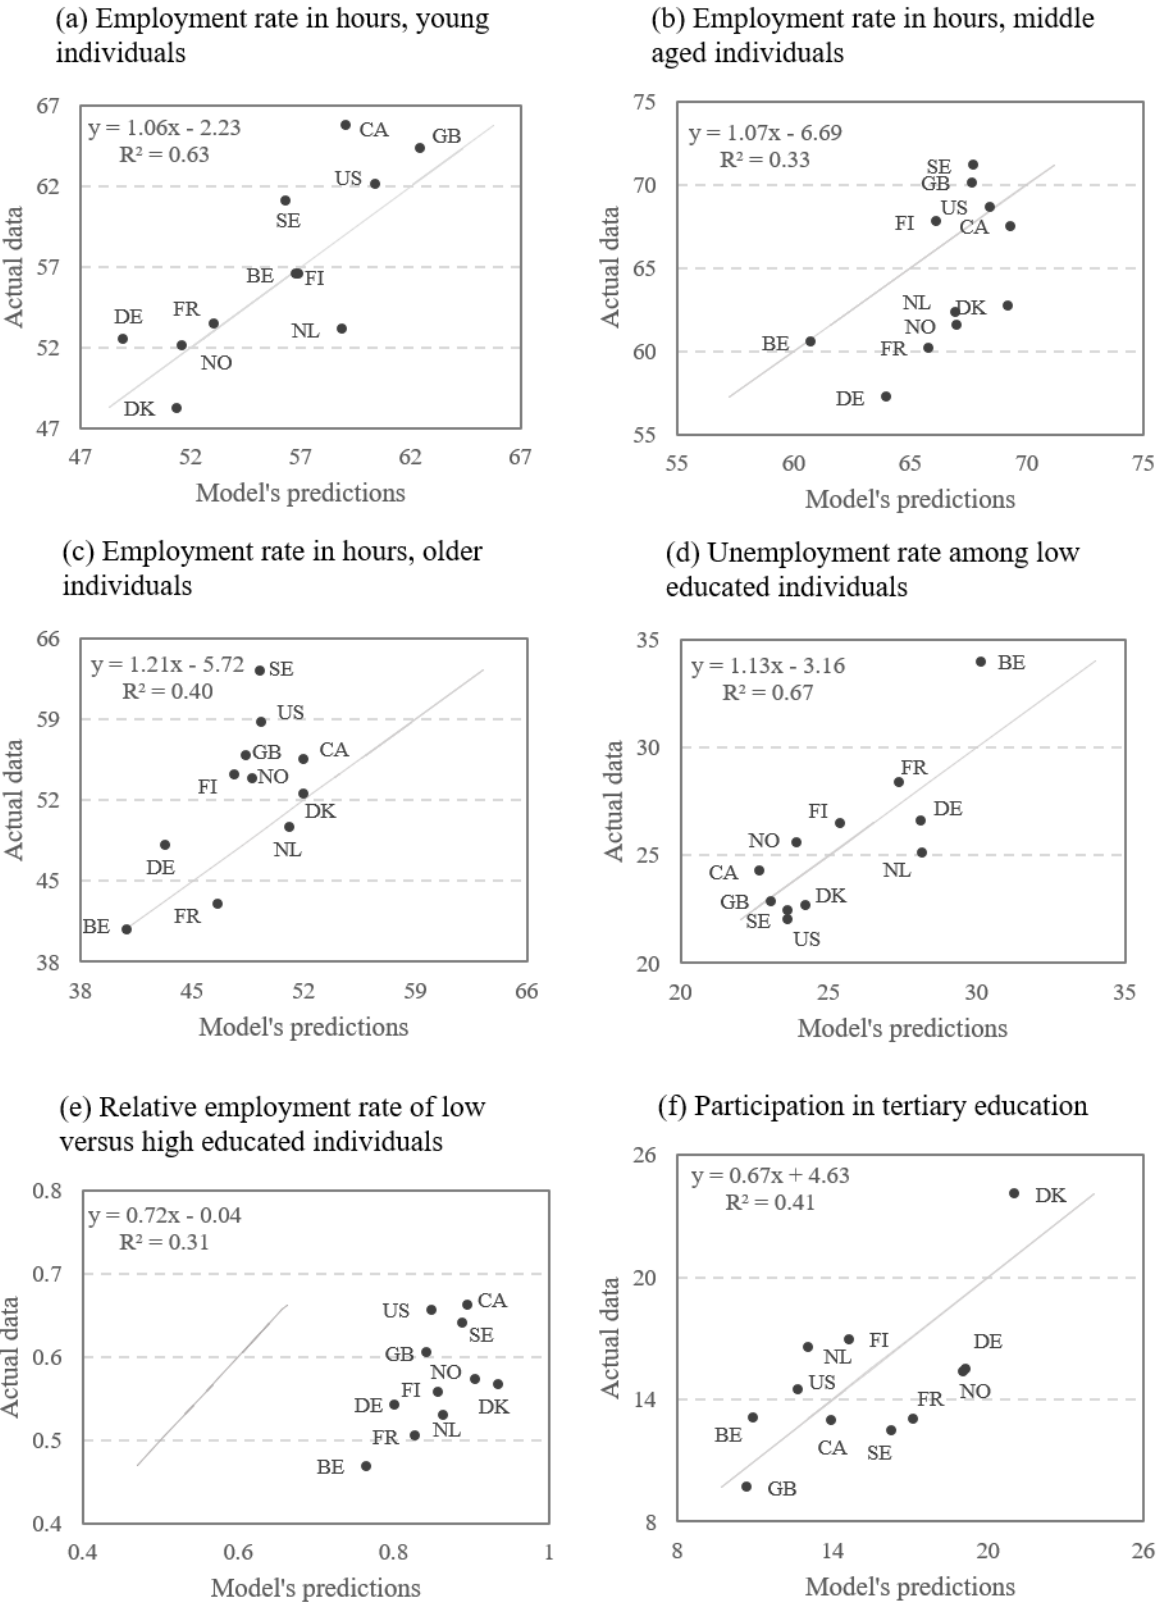 (a) Employment rate in hours, young
individuals
67
y = 1.06x - 2.23
R² = 0.63
CA
GB
US
62
SE
57
BE
FI
DE
FR
NL
52
NO
DK
47
47 52 57 62 67
Actual data
Model's predictions
(b) Employment rate in hours, middle
aged individuals
75
y = 1.07x - 6.69
R² = 0.33
SE
70
GB
US
FI
CA
65
NL
DK
NO
BE
FR
60
DE
55
55 60 65 70 75
Actual data
Model's predictions
(c) Employment rate in hours, older
individuals
66
y = 1.21x - 5.72
R² = 0.40
SE
US
59
GB
CA
FI
NO
52
DK
NL
DE
45
FR
BE
38
38 45 52 59 66
Actual data
Model's predictions
(d) Unemployment rate among low
educated individuals
35
y = 1.13x - 3.16
R² = 0.67
BE
30
FR
FI
DE
NO
25
NL
CA
GB
DK
SE
US
20
20 25 30 35
Actual data
Model's predictions
(e) Relative employment rate of low
versus high educated individuals
0.8
y = 0.72x - 0.04
R² = 0.31
0.7
US
CA
SE
0.6
GB
NO
FI
DE
DK
NL
FR
0.5
BE
0.4
0.4 0.6 0.8 1
Actual data
Model's predictions
(f) Participation in tertiary education
26
y = 0.67x + 4.63
R² = 0.41
DK
20
FI
DE
NL
US
NO
FR
14
BE
CA
SE
GB
8
8 14 20 26
Actual data
Model's predictions